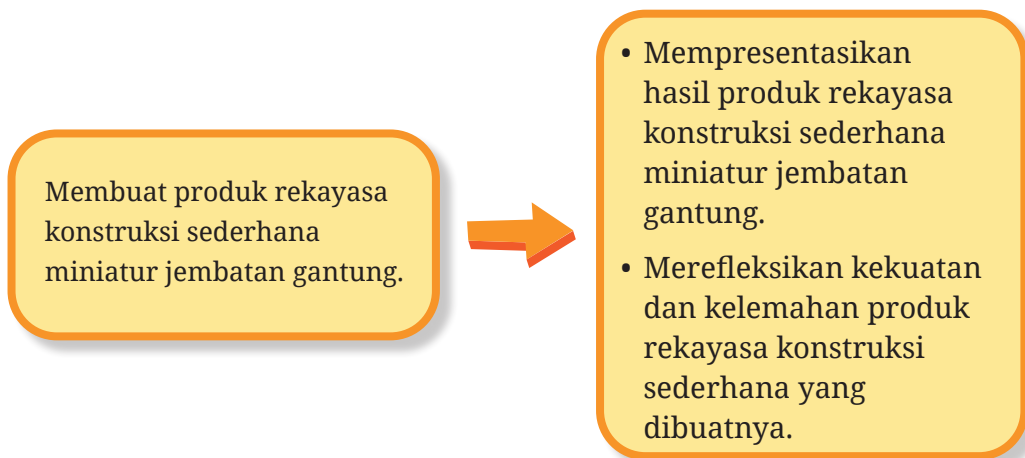 Membuat produk rekayasa
konstruksi sederhana
miniatur jembatan gantung.
• Mempresentasikan
hasil produk rekayasa
konstruksi sederhana
miniatur jembatan
gantung.
• Merefleksikan kekuatan
dan kelemahan produk
rekayasa konstruksi
sederhana yang
dibuatnya.